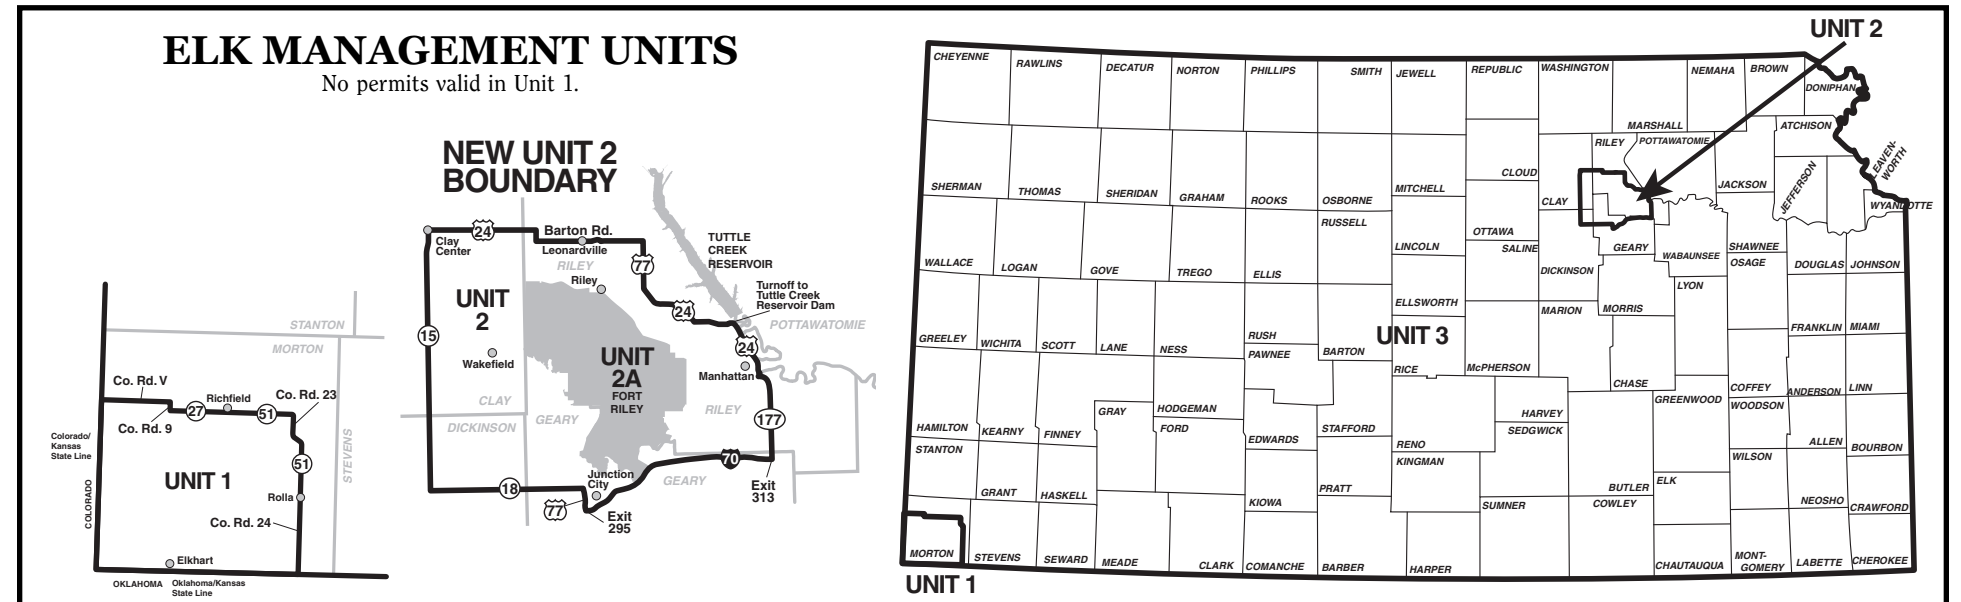 ELK MANAGEMENT UNITS
No permits valid in Unit 1.
NEW UNIT 2
BOUNDARY
Clay
Center
24
Barton Rd.
Leonardville
RILEY
Riley
77
TUTTLE
CREEK
RESERVOIR
Turnoff to
Tuttle Creek
Reservoir Dam
24
POTTAWATOMIE
UNIT
2
15
Wakefield
UNIT
2A
FORT
RILEY
24
Manhattan
CLAY
DICKINSON
GEARY
RILEY
177
Junction
City
70
GEARY
18
77
Exit
295
Exit
313
STANTON
MORTON
STEVENS
Co. Rd. V
Co. Rd. 9
27
Richfield
51
Co. Rd. 23
Colorado/
Kansas
State Line
COLORADO
UNIT 1
51
Rolla
Co. Rd. 24
Elkhart
OKLAHOMA
Oklahoma/Kansas
State Line
UNIT 2
CHEYENNE
RAWLINS
DECATUR
NORTON
PHILLIPS
SMITH
JEWELL
REPUBLIC
WASHINGTON
MARSHALL
NEMAHA
BROWN
DONIPHAN
ATCHISON
SHERMAN
THOMAS
SHERIDAN
GRAHAM
ROOKS
OSBORNE
MITCHELL
CLOUD
CLAY
RILEY
POTTAWATOMIE
JACKSON
JEFFERSON
LEAVEN-
WORTH
WYANDOTTE
WALLACE
LOGAN
GOVE
TREGO
ELLIS
RUSSELL
LINCOLN
OTTAWA
SALINE
DICKINSON
GEARY
WABAUNSEE
SHAWNEE
OSAGE
DOUGLAS
JOHNSON
GREELEY
WICHITA
SCOTT
LANE
NESS
RUSH
PAWNEE
BARTON
ELLSWORTH
UNIT 3
RICE
McPHERSON
MARION
MORRIS
CHASE
LYON
COFFEY
FRANKLIN
MIAMI
ANDERSON
LINN
HAMILTON
KEARNY
FINNEY
GRAY
HODGEMAN
FORD
EDWARDS
STAFFORD
RENO
HARVEY
SEDGWICK
GREENWOOD
WOODSON
ALLEN
BOURBON
STANTON
GRANT
HASKELL
KIOWA
PRATT
KINGMAN
BUTLER
COWLEY
ELK
WILSON
NEOSHO
CRAWFORD
MORTON
STEVENS
SEWARD
MEADE
CLARK
COMANCHE
BARBER
HARPER
SUMNER
CHAUTAUQUA
MONT-
GOMERY
LABETTE
CHEROKEE
UNIT 1